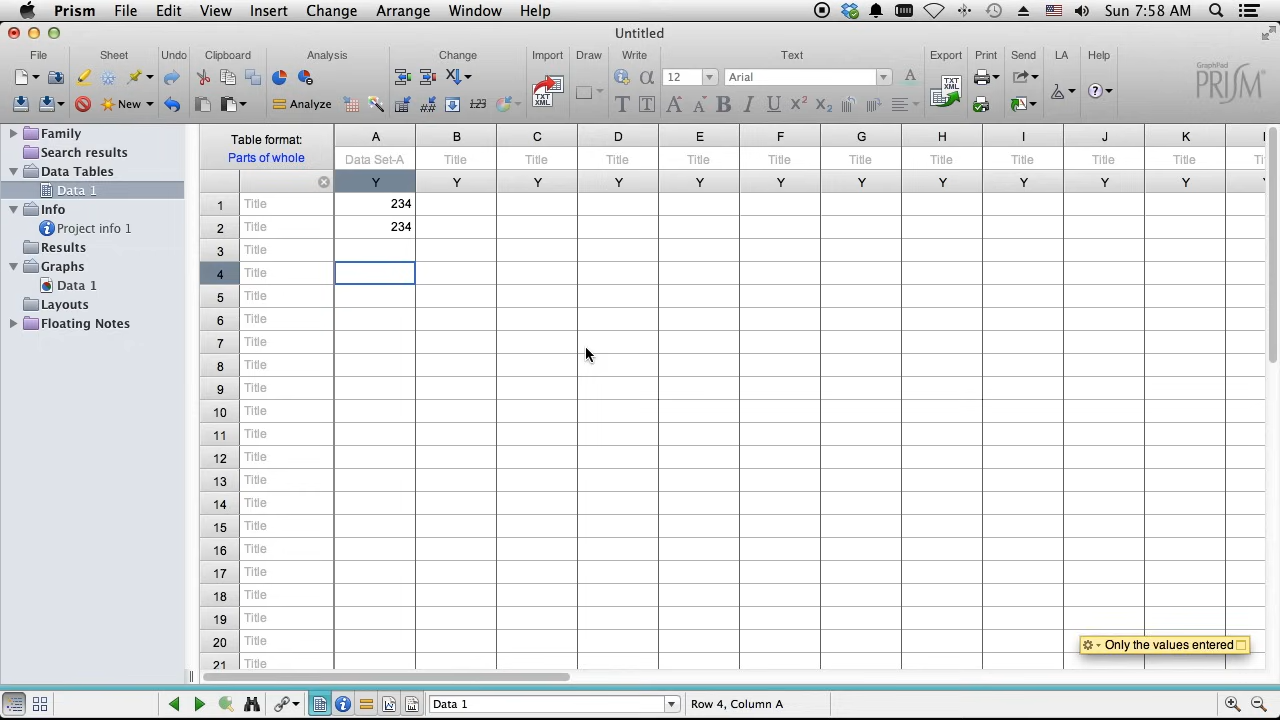 Prism File Edit View Insert Change Arrange Window Help Sun 7:58 AM
Untitled
File Sheet Undo Clipboard Analysis Change Import Draw Write Text Export Print Send LA Help
12 Arial
GraphPad PRISM
New Analyze
Family
Search results
Data Tables
Data 1
Info
Project info 1
Results
Graphs
Data 1
Layouts
Floating Notes
Table format:
Parts of whole
A B C D E F G H I J K
Data Set-A Title Title Title Title Title Title Title Title Title Title
Y Y Y Y Y Y Y Y Y Y Y
1 Title 234
2 Title 234
3 Title
4 Title
5 Title
6 Title
7 Title
8 Title
9 Title
10 Title
11 Title
12 Title
13 Title
14 Title
15 Title
16 Title
17 Title
18 Title
19 Title
20 Title
21 Title
Only the values entered
Data 1 Row 4, Column A